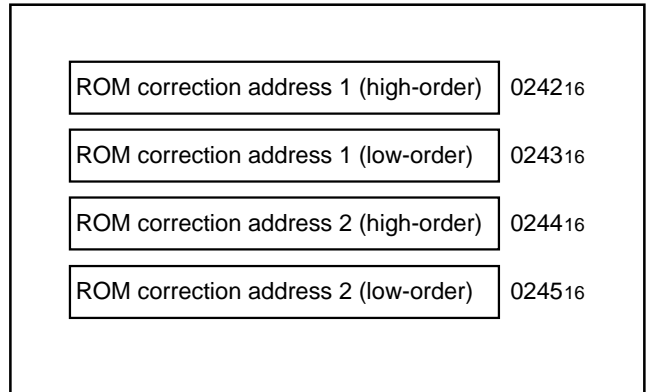 ROM correction address 1 (high-order) 024216
ROM correction address 1 (low-order) 024316
ROM correction address 2 (high-order) 024416
ROM correction address 2 (low-order) 024516